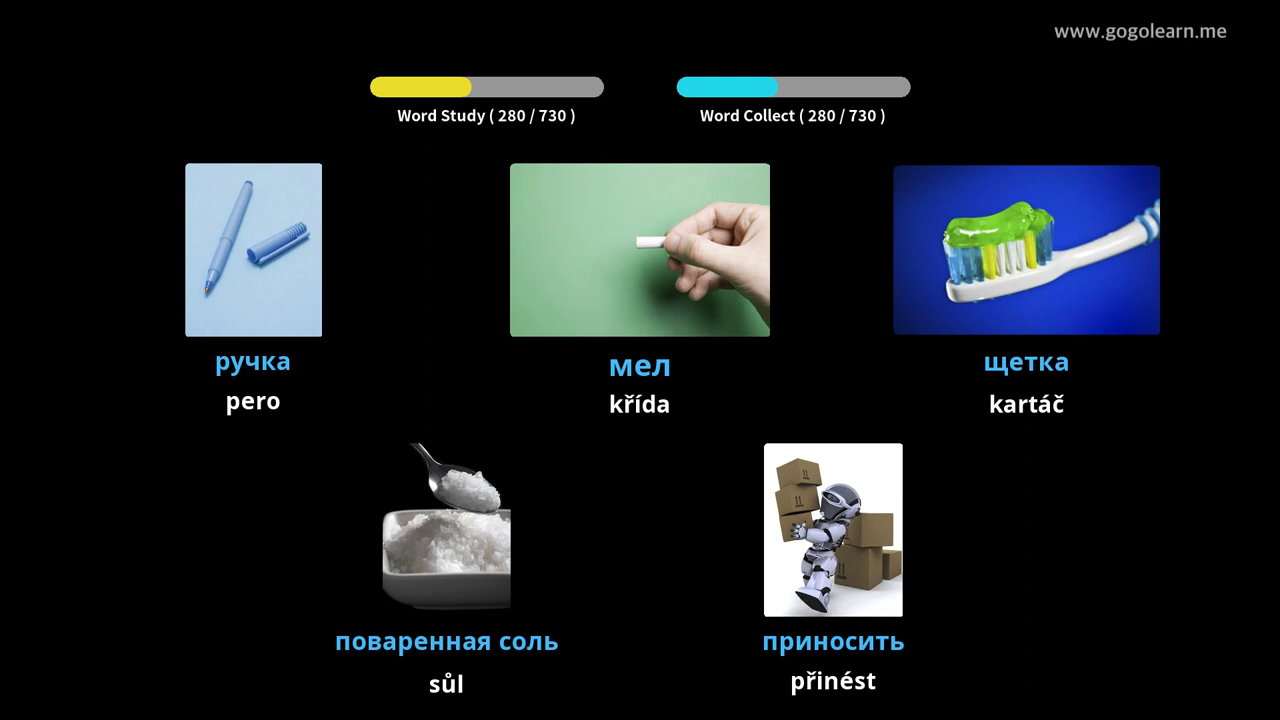 www.gogolearn.me
Word Study ( 280 / 730 )
Word Collect ( 280 / 730 )
ручка
pero
мел
křída
щетка
kartáč
поваренная соль
sůl
приносить
přinést